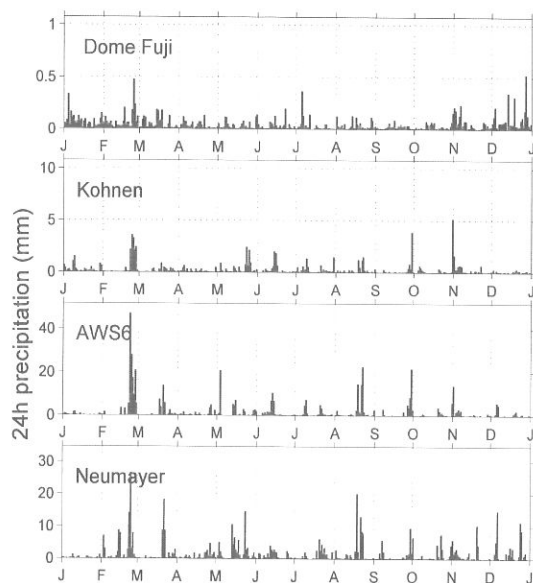 1
Dome Fuji
0.5
0
J F M A M J J A S O N D J
10
Kohnen
5
0
J F M A M J J A S O N D J
24h precipitation (mm)
AWS6
40
20
0
J F M A M J J A S O N D J
30
Neumayer
20
10
0
J F M A M J J A S O N D J